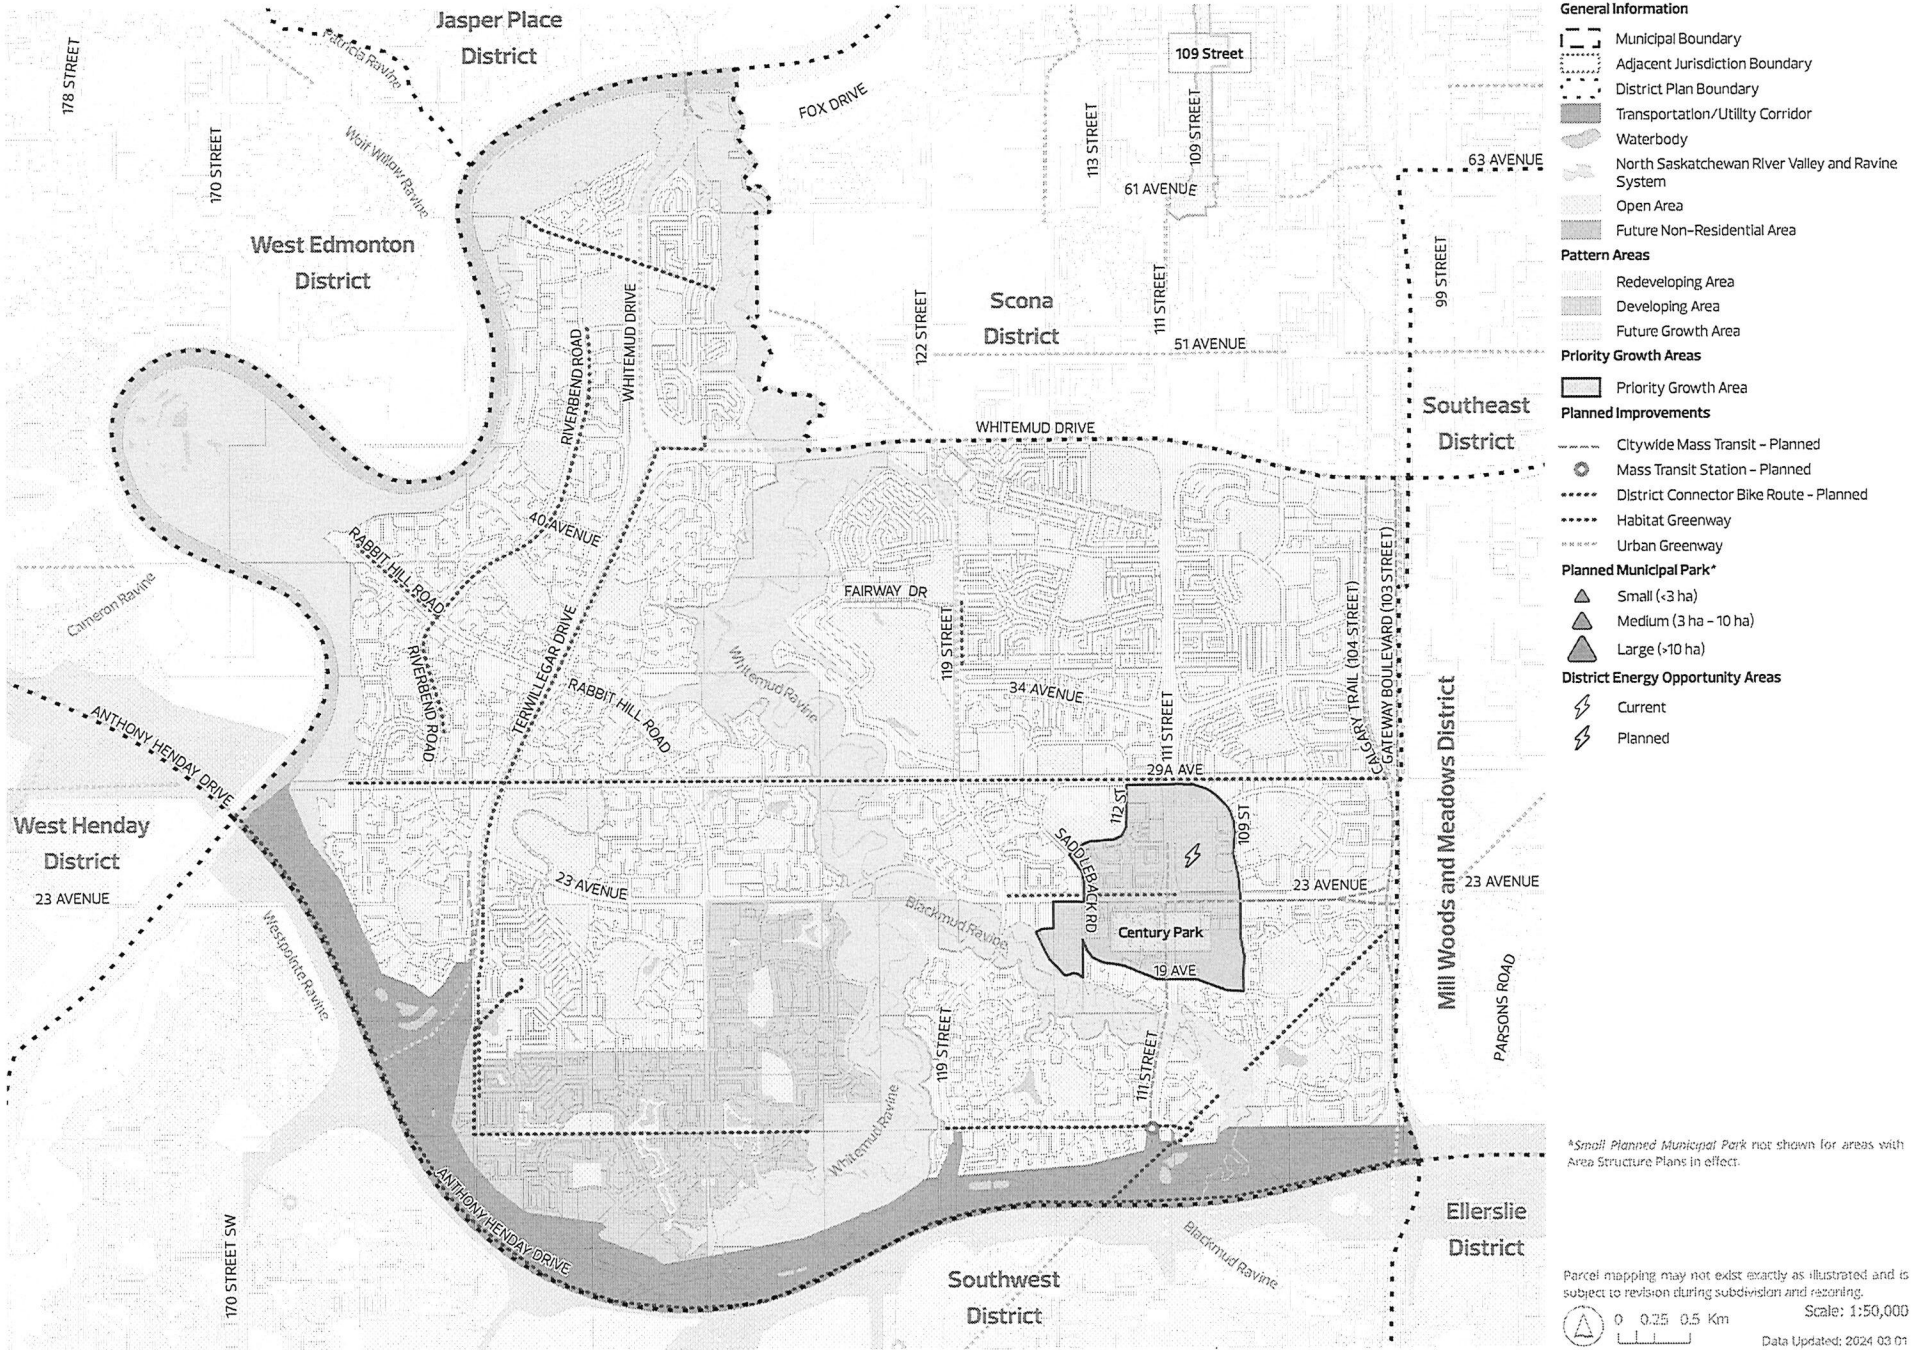 Jasper Place
District
178 STREET
Patricia Ravine
109 Street
FOX DRIVE
113 STREET
109 STREET
170 STREET
Wolf Willow Ravine
63 AVENUE
61 AVENUE
West Edmonton
District
99 STREET
Scona
District
WHITEMUD DRIVE
RIVERBEND ROAD
122 STREET
111 STREET
51 AVENUE
Southeast
District
WHITEMUD DRIVE
40 AVENUE
RABBIT HILL ROAD
Cameron Ravine
FAIRWAY DR
119 STREET
TERWILLEGAR DRIVE
RIVERBEND ROAD
RABBIT HILL ROAD
Whitemud Ravine
34 AVENUE
111 STREET
CALGARY TRAIL (104 STREET)
GATEWAY BOULEVARD (103 STREET)
Mill Woods and Meadows District
ANTHONY HENDAY DRIVE
29A AVE
112 ST
109 ST
SADDLEBACK RD
West Henday
District
23 AVENUE
23 AVENUE
23 AVENUE
23 AVENUE
Blackmud Ravine
Century Park
19 AVE
Westpointe Ravine
PARSONS ROAD
119 STREET
111 STREET
Whitemud Ravine
ANTHONY HENDAY DRIVE
170 STREET SW
Blackmud Ravine
Southwest
District
Ellerslie
District
General Information
Municipal Boundary
Adjacent Jurisdiction Boundary
District Plan Boundary
Transportation/Utility Corridor
Waterbody
North Saskatchewan River Valley and Ravine
System
Open Area
Future Non-Residential Area
Pattern Areas
Redeveloping Area
Developing Area
Future Growth Area
Priority Growth Areas
Priority Growth Area
Planned Improvements
Citywide Mass Transit - Planned
Mass Transit Station - Planned
District Connector Bike Route - Planned
Habitat Greenway
Urban Greenway
Planned Municipal Park*
Small (<3 ha)
Medium (3 ha - 10 ha)
Large (>10 ha)
District Energy Opportunity Areas
Current
Planned
*Small Planned Municipal Park not shown for areas with
Area Structure Plans in effect.
Parcel mapping may not exist exactly as illustrated and is
subject to revision during subdivision and rezoning.
Scale: 1:50,000
0 0.25 0.5 Km
Data Updated: 2024 03 01